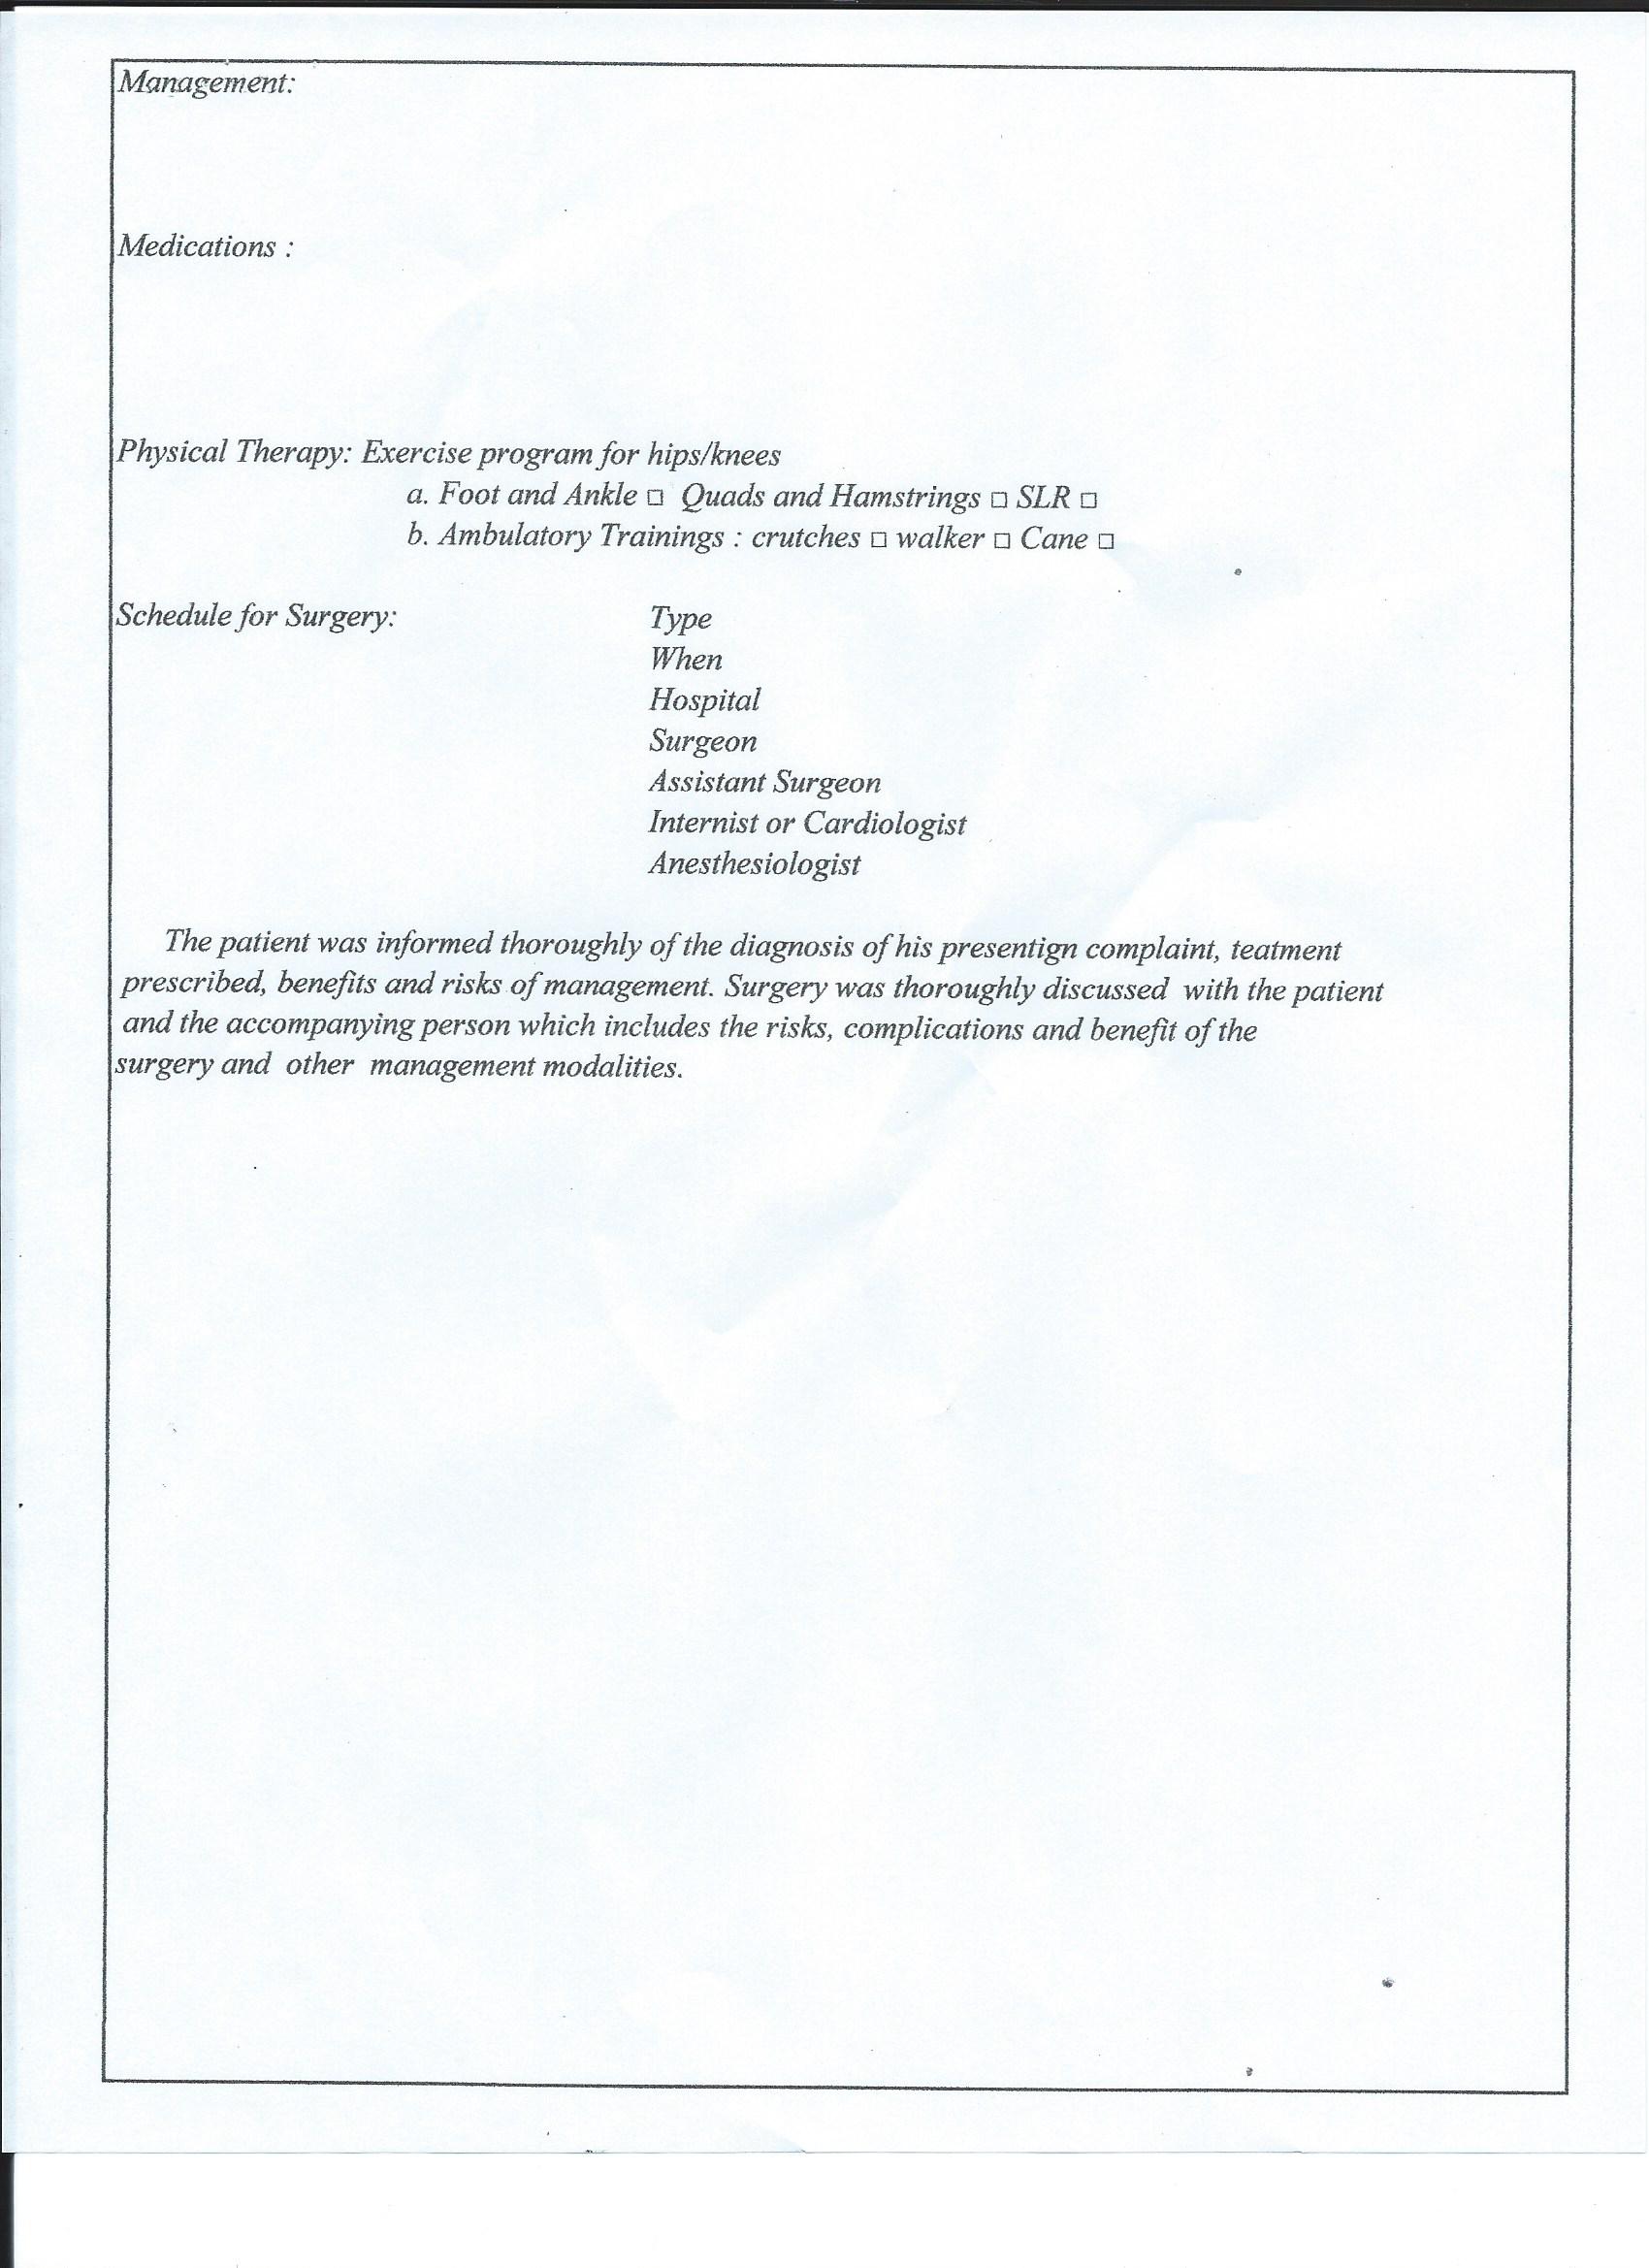 Management:
Medications :
Physical Therapy: Exercise program for hips/knees
a. Foot and Ankle □ Quads and Hamstrings □ SLR □
b. Ambulatory Trainings : crutches □ walker □ Cane □
Schedule for Surgery: Type
When
Hospital
Surgeon
Assistant Surgeon
Internist or Cardiologist
Anesthesiologist
The patient was informed thoroughly of the diagnosis of his presentign complaint, teatment
prescribed, benefits and risks of management. Surgery was thoroughly discussed with the patient
and the accompanying person which includes the risks, complications and benefit of the
surgery and other management modalities.